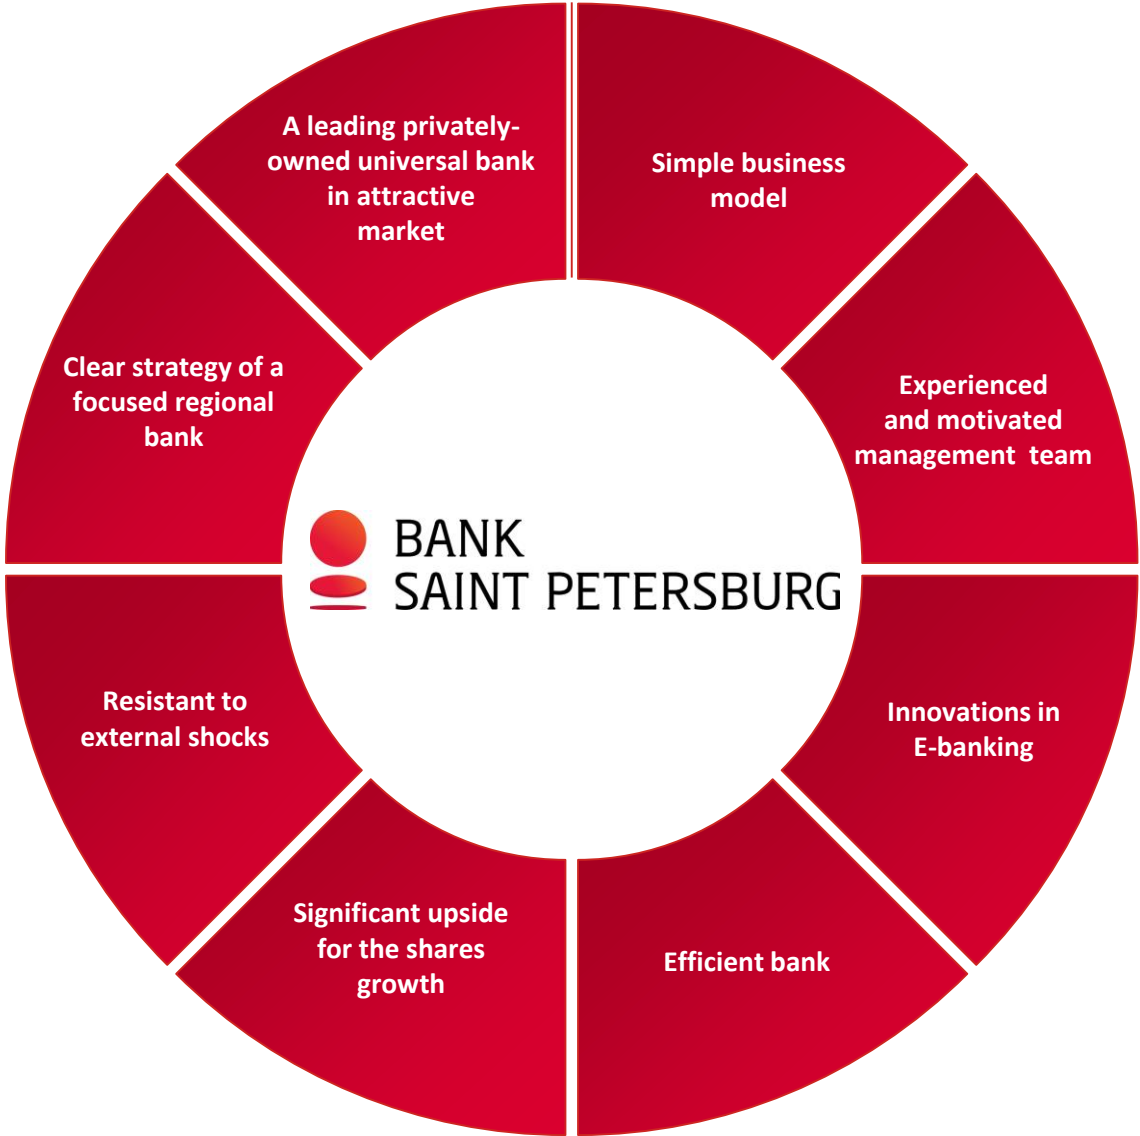 A leading privately-
owned universal bank
in attractive
market
Simple business
model
Experienced
and motivated
management team
Innovations in
E-banking
Efficient bank
Significant upside
for the shares
growth
Resistant to
external shocks
Clear strategy of a
focused regional
bank
BANK
SAINT PETERSBURG